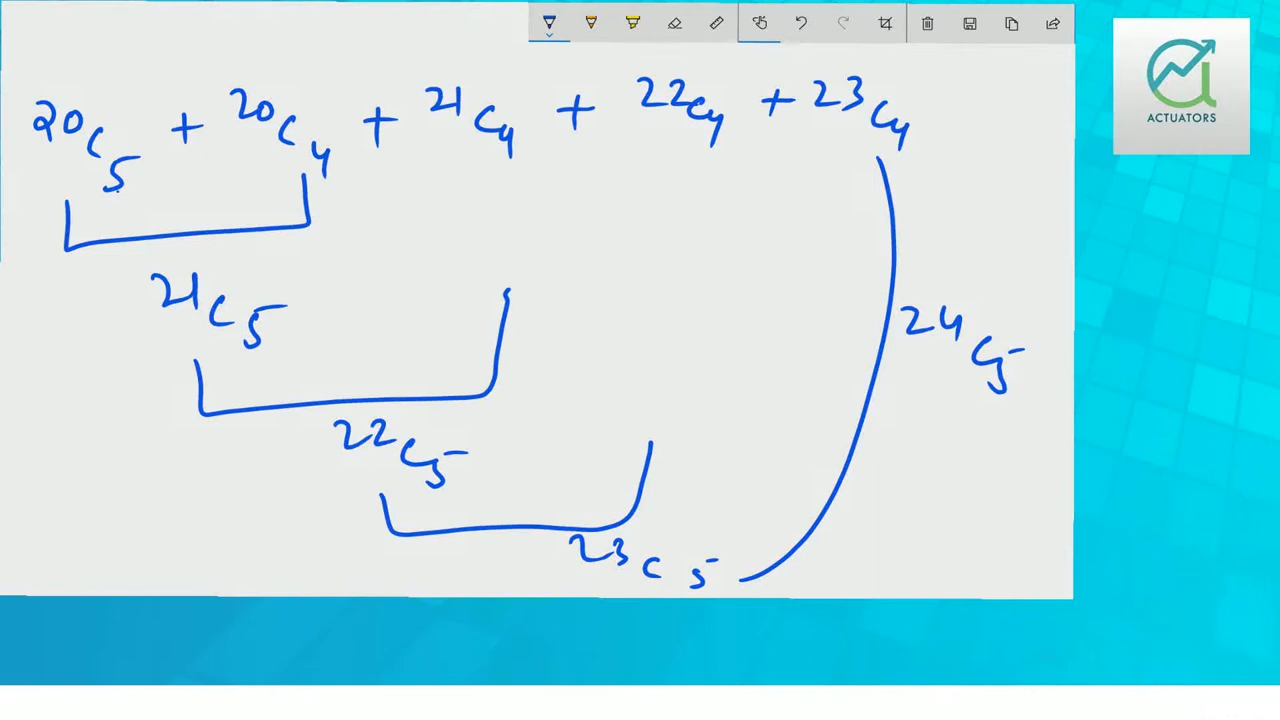 20C5 + 20C4 + 21C4 + 22C4 + 23C4
ACTUATORS
21C5
24C5
22C5
23C5